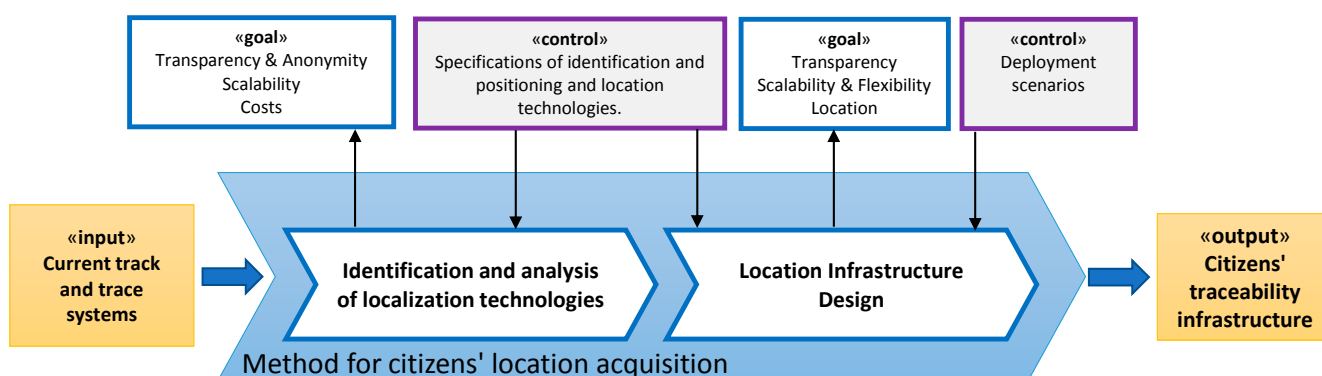 «goal»
Transparency & Anonymity
Scalability
Costs
«control»
Specifications of identification and
positioning and location
technologies.
«goal»
Transparency
Scalability & Flexibility
Location
«control»
Deployment
scenarios
«input»
Current track
and trace
systems
Identification and analysis
of localization technologies
Location Infrastructure
Design
«output»
Citizens'
traceability
infrastructure
Method for citizens' location acquisition